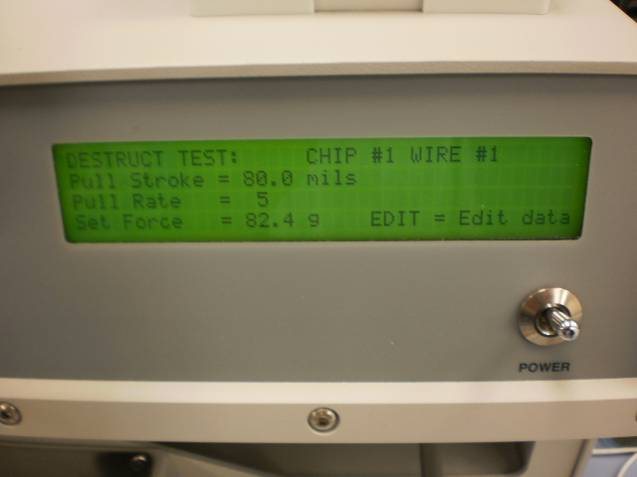 DESTRUCT TEST: CHIP #1 WIRE #1
Pull Stroke = 80.0 mils
Pull Rate = 5
Set Force = 82.4 g EDIT = Edit data
POWER